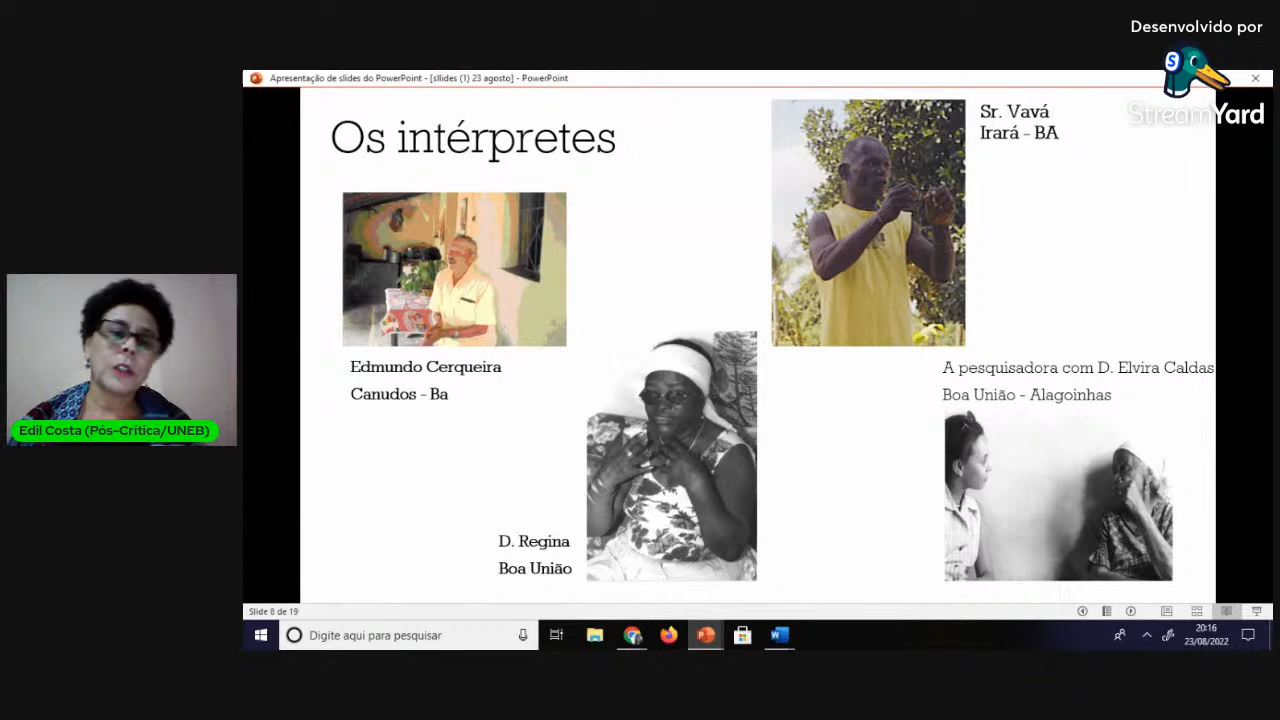 Desenvolvido por
StreamYard
Apresentação de slides do PowerPoint - [sllides (1) 23 agosto] - PowerPoint
Os intérpretes
Sr. Vavá
Irará - BA
Edmundo Cerqueira
Canudos - Ba
A pesquisadora com D. Elvira Caldas
Boa União - Alagoinhas
D. Regina
Boa União
Edil Costa (Pós-Crítica/UNEB)
Slide 6 de 19
Digite aqui para pesquisar
20:16
23/08/2022